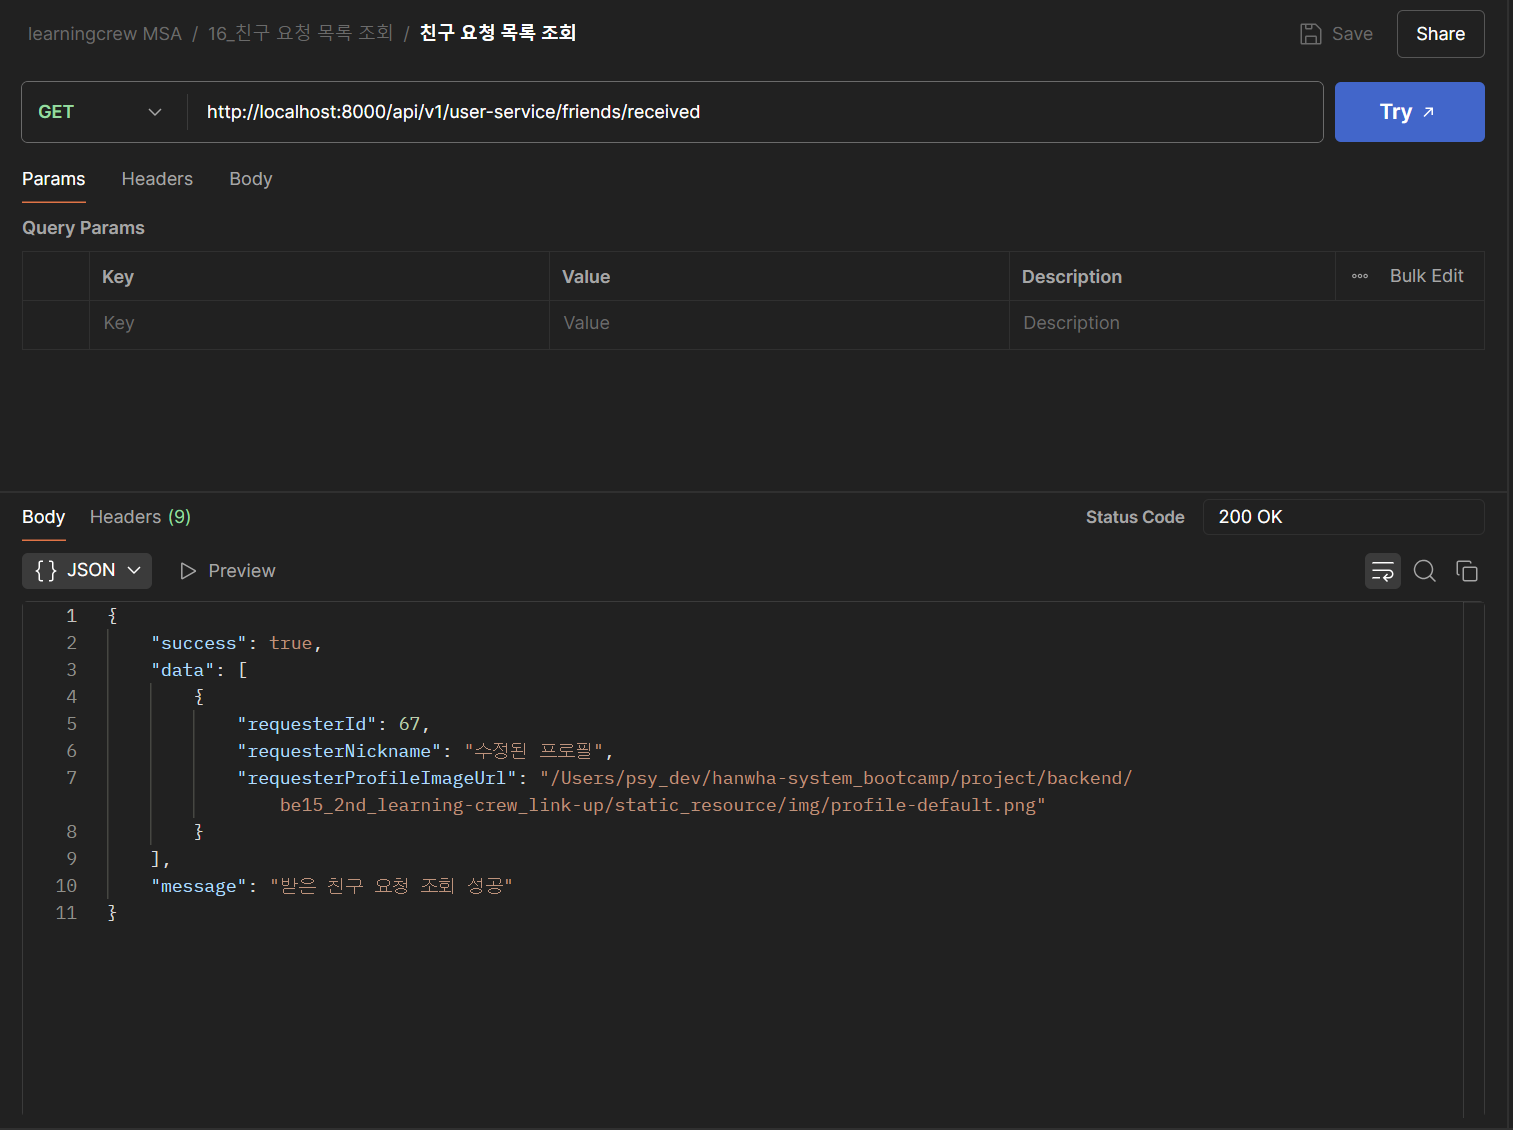 learningcrew MSA / 16_친구 요청 목록 조회 / 친구 요청 목록 조회
Save
Share
GET
http://localhost:8000/api/v1/user-service/friends/received
Try
Params Headers Body
Query Params
Key Value Description Bulk Edit
Key Value Description
Body Headers (9)
Status Code 200 OK
{} JSON Preview
1 {
2 "success": true,
3 "data": [
4 {
5 "requesterId": 67,
6 "requesterNickname": "수정된 프로필",
7 "requesterProfileImageUrl": "/Users/psy_dev/hanwha-system_bootcamp/project/backend/
be15_2nd_learning-crew_link-up/static_resource/img/profile-default.png"
8 }
9 ],
10 "message": "받은 친구 요청 조회 성공"
11 }